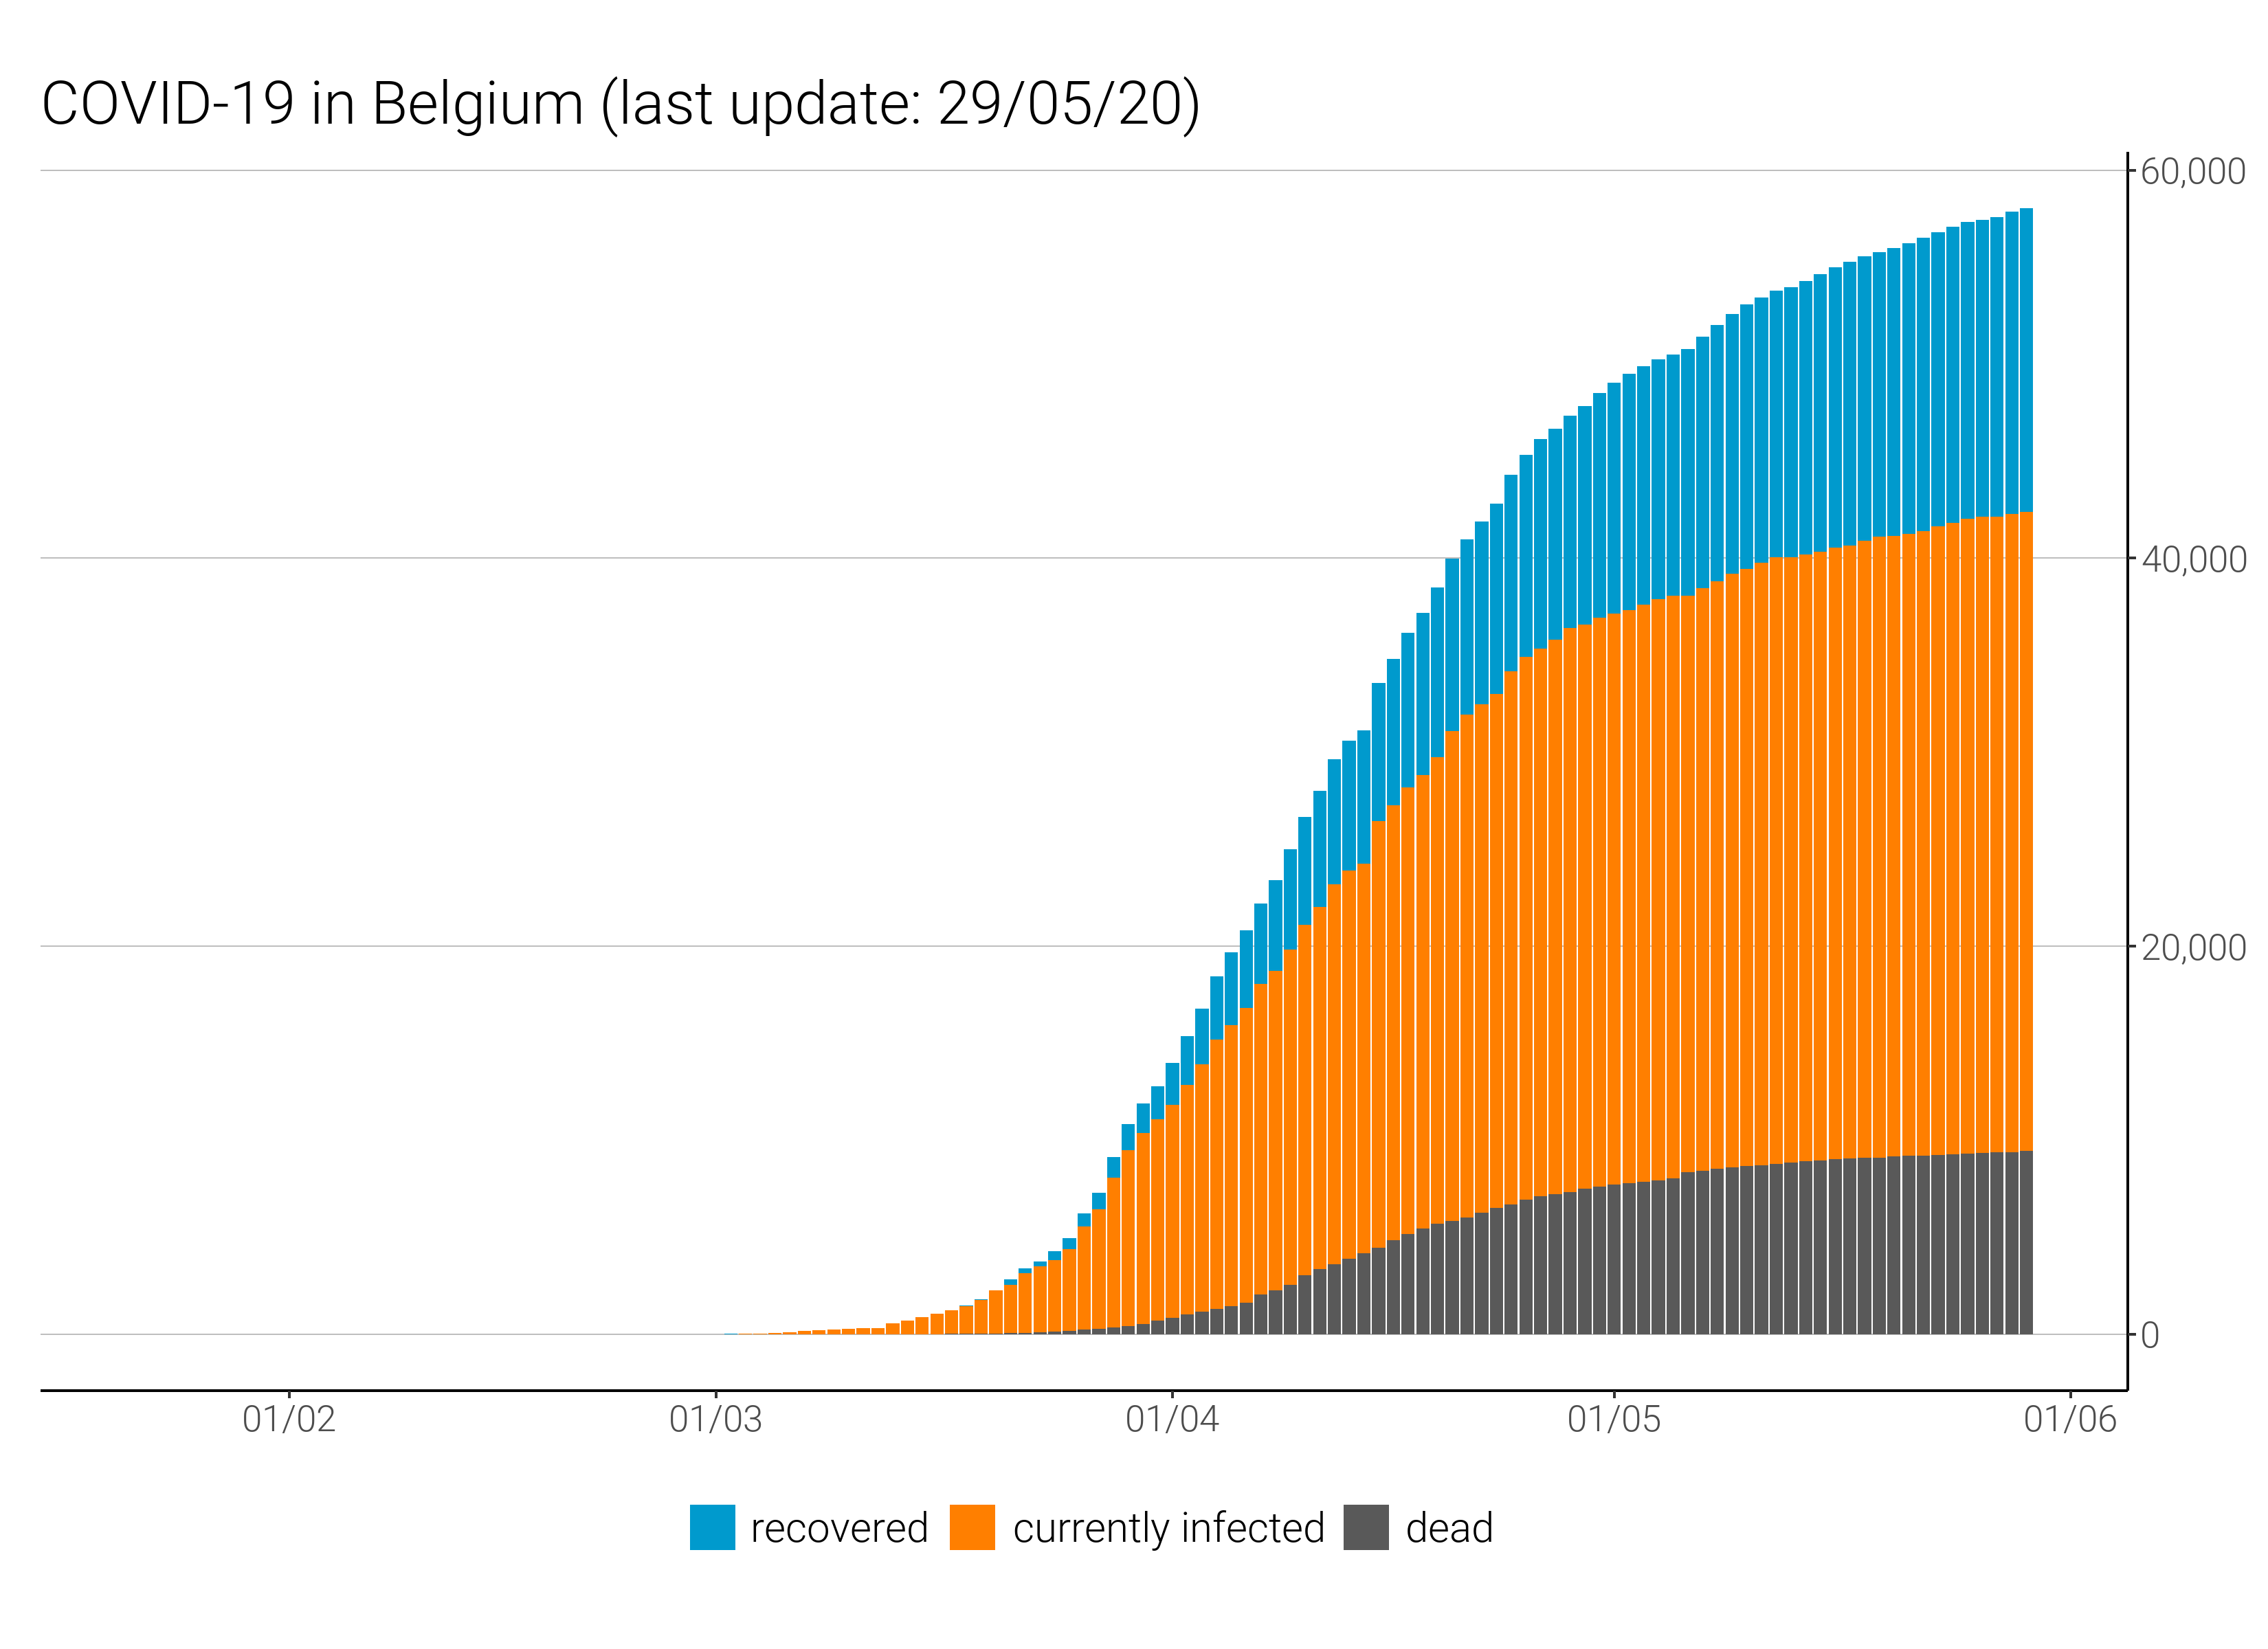 COVID-19 in Belgium (last update: 29/05/20)
60,000
40,000
20,000
0
01/02 01/03 01/04 01/05 01/06
recovered currently infected dead